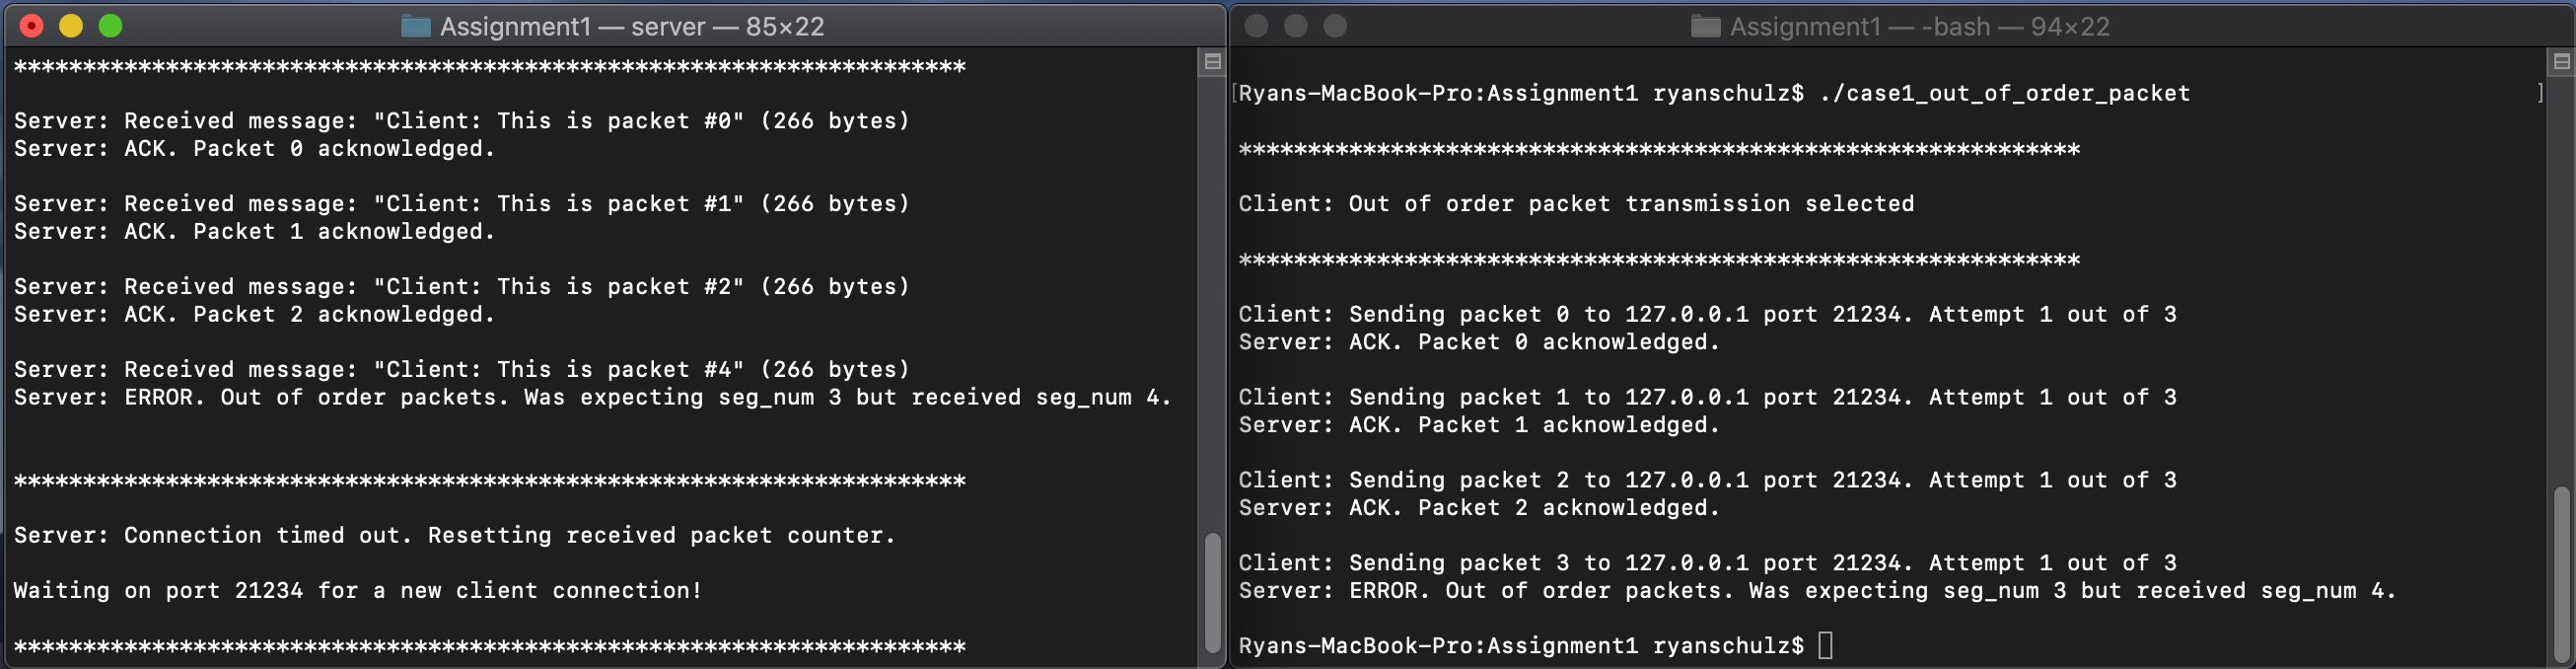 Assignment1 — server — 85×22
*********************************************************************
Server: Received message: "Client: This is packet #0" (266 bytes)
Server: ACK. Packet 0 acknowledged.
Server: Received message: "Client: This is packet #1" (266 bytes)
Server: ACK. Packet 1 acknowledged.
Server: Received message: "Client: This is packet #2" (266 bytes)
Server: ACK. Packet 2 acknowledged.
Server: Received message: "Client: This is packet #4" (266 bytes)
Server: ERROR. Out of order packets. Was expecting seg_num 3 but received seg_num 4.
*********************************************************************
Server: Connection timed out. Resetting received packet counter.
Waiting on port 21234 for a new client connection!
*********************************************************************
Assignment1 — -bash — 94×22
[Ryans-MacBook-Pro:Assignment1 ryanschulz$ ./case1_out_of_order_packet ]
*************************************************************
Client: Out of order packet transmission selected
*************************************************************
Client: Sending packet 0 to 127.0.0.1 port 21234. Attempt 1 out of 3
Server: ACK. Packet 0 acknowledged.
Client: Sending packet 1 to 127.0.0.1 port 21234. Attempt 1 out of 3
Server: ACK. Packet 1 acknowledged.
Client: Sending packet 2 to 127.0.0.1 port 21234. Attempt 1 out of 3
Server: ACK. Packet 2 acknowledged.
Client: Sending packet 3 to 127.0.0.1 port 21234. Attempt 1 out of 3
Server: ERROR. Out of order packets. Was expecting seg_num 3 but received seg_num 4.
Ryans-MacBook-Pro:Assignment1 ryanschulz$